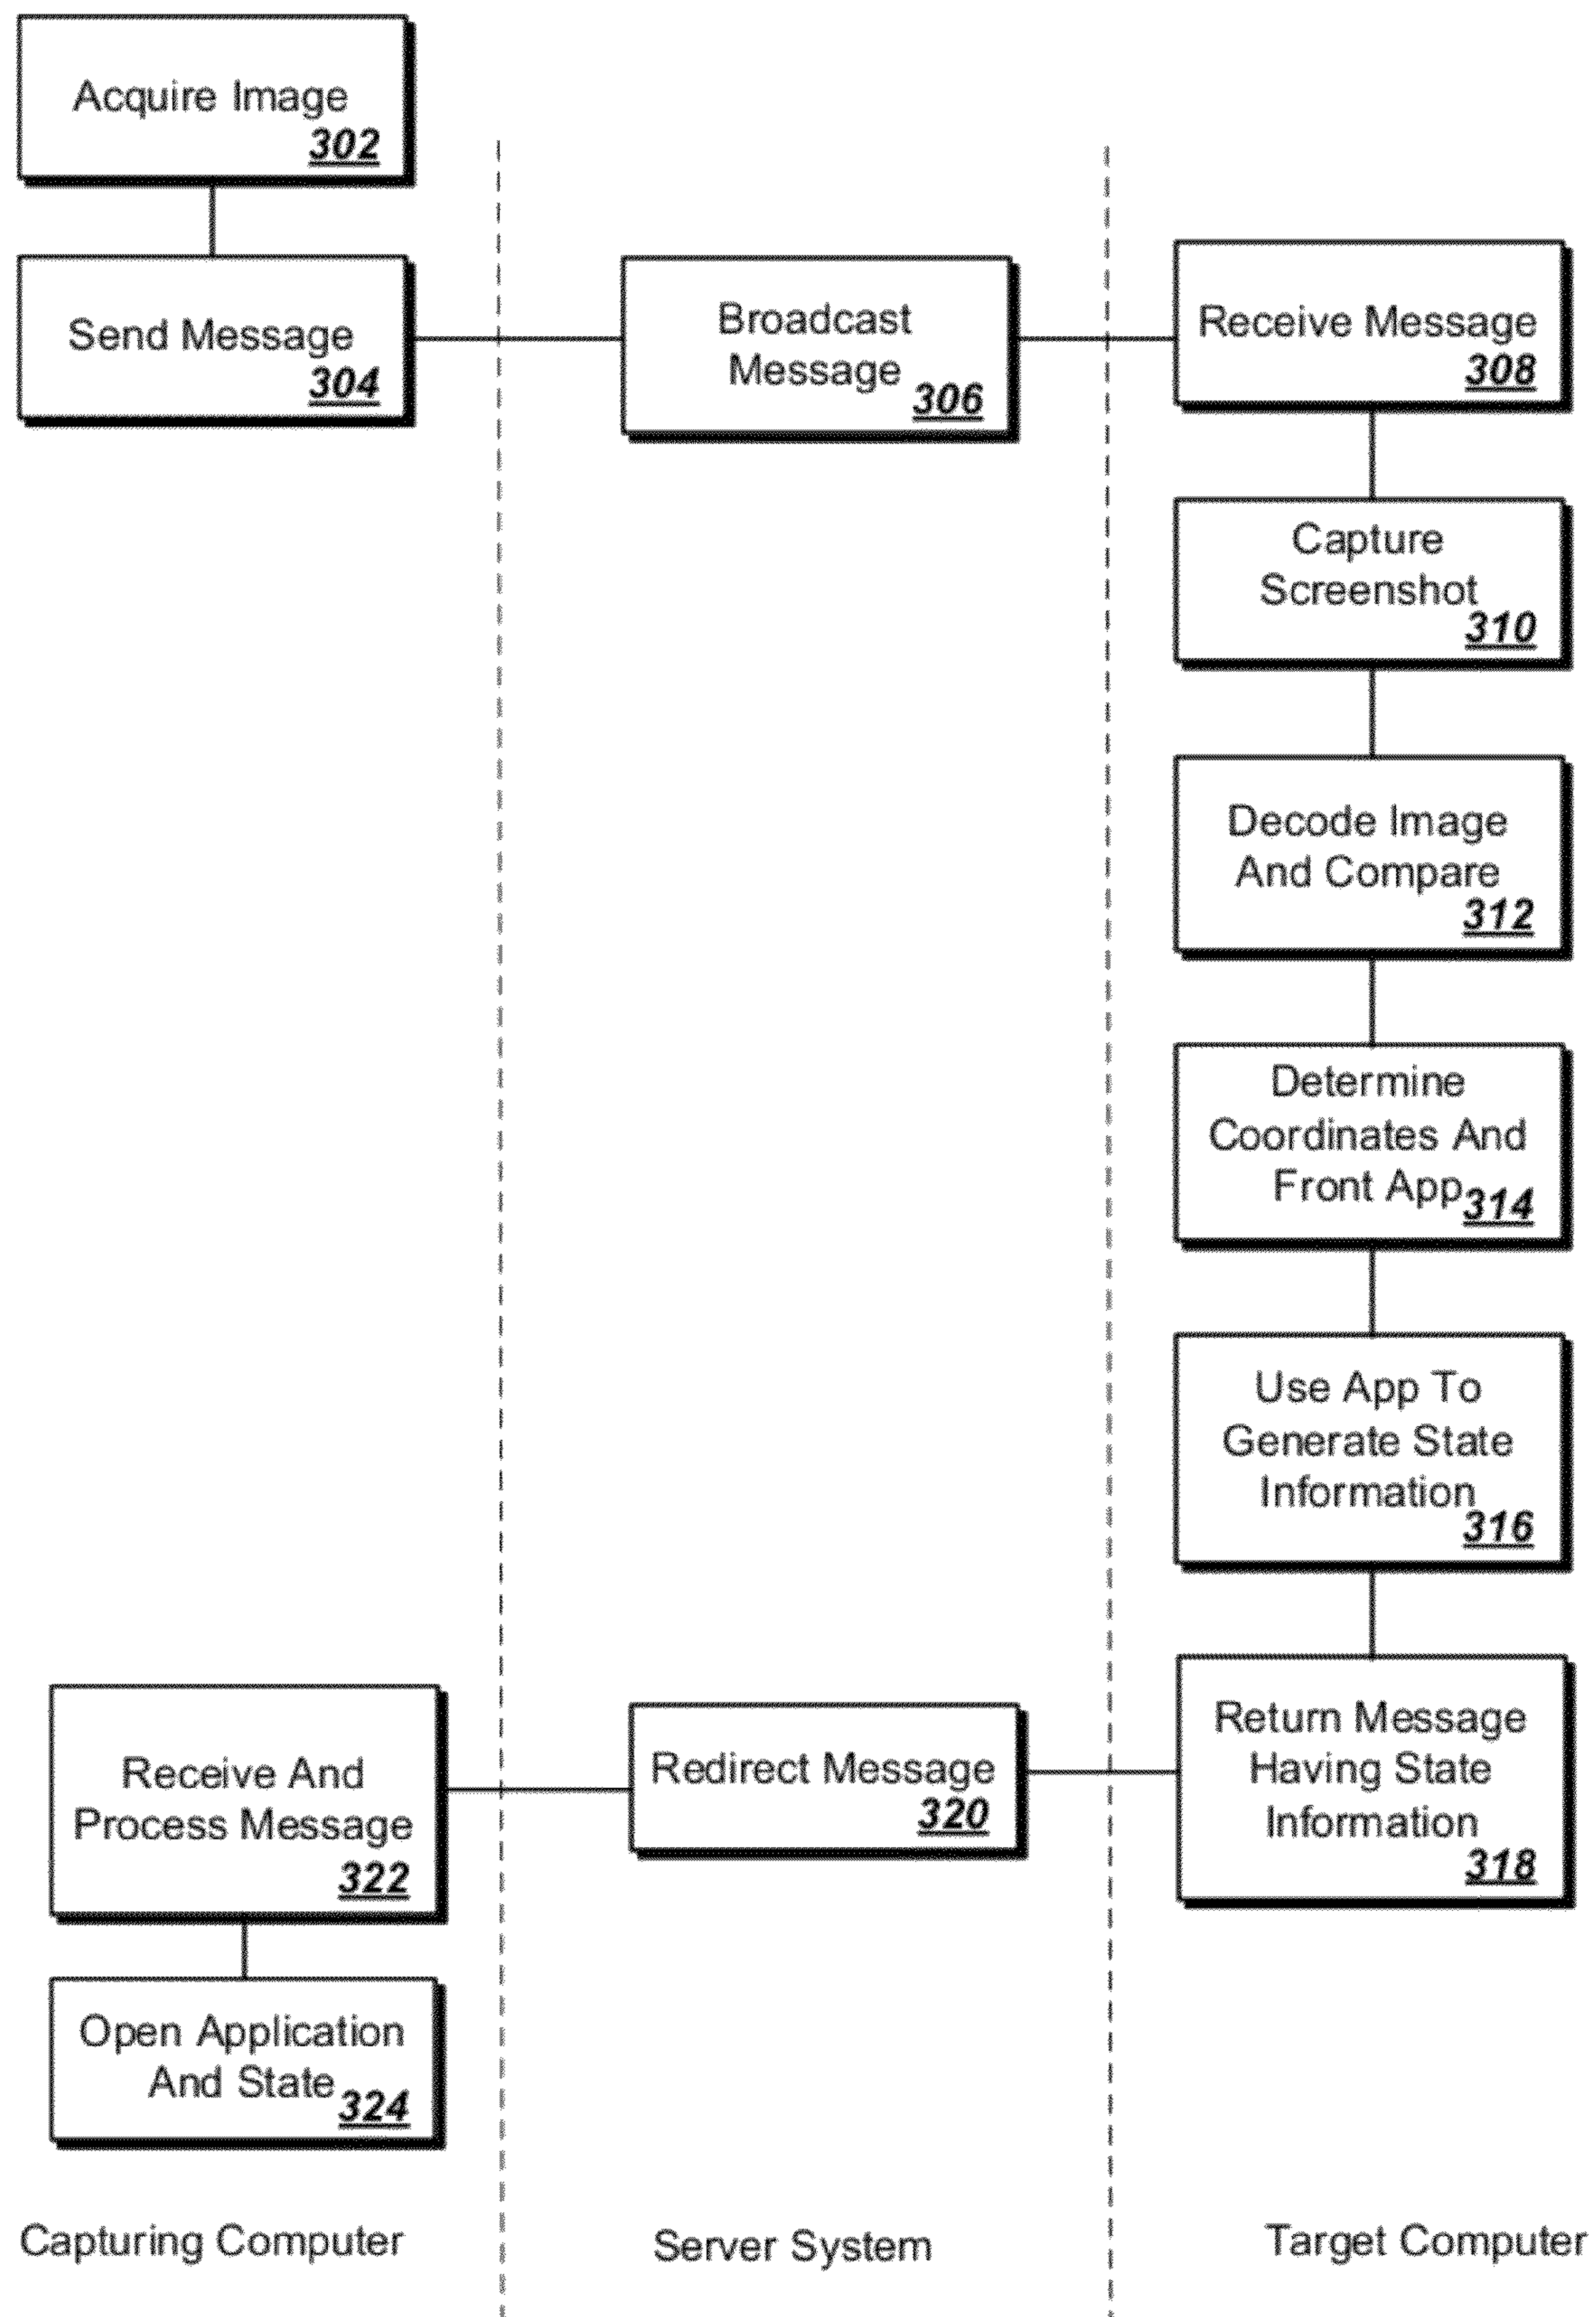 Acquire Image
302
Send Message
304
Broadcast
Message
306
Receive Message
308
Capture
Screenshot
310
Decode Image
And Compare
312
Determine
Coordinates And
Front App
314
Use App To
Generate State
Information
316
Return Message
Having State
Information
318
Redirect Message
320
Receive And
Process Message
322
Open Application
And State
324
Capturing Computer
Server System
Target Computer